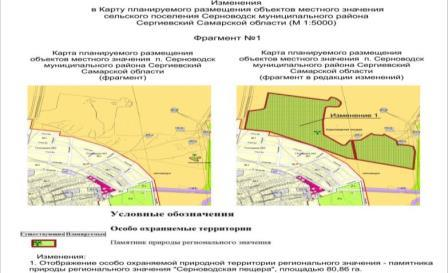 Изменения
в Карту планируемого размещения объектов местного значения
сельского поселения Серноводск муниципального района
Сергиевский Самарской области (М 1:5000)
Фрагмент №1
Карта планируемого размещения
объектов местного значения п. Серноводск
муниципального района Сергиевский
Самарской области
(фрагмент)
Карта планируемого размещения
объектов местного значения п. Серноводск
муниципального района Сергиевский
Самарской области
(фрагмент в редакции изменений)
Изменение 1
Условные обозначения
Особо охраняемые территории
Существующие Планируемые
Памятник природы регионального значения
Изменения:
1. Отображение особо охраняемой природной территории регионального значения - памятника
природы регионального значения "Серноводская пещера", площадью 80,86 га.